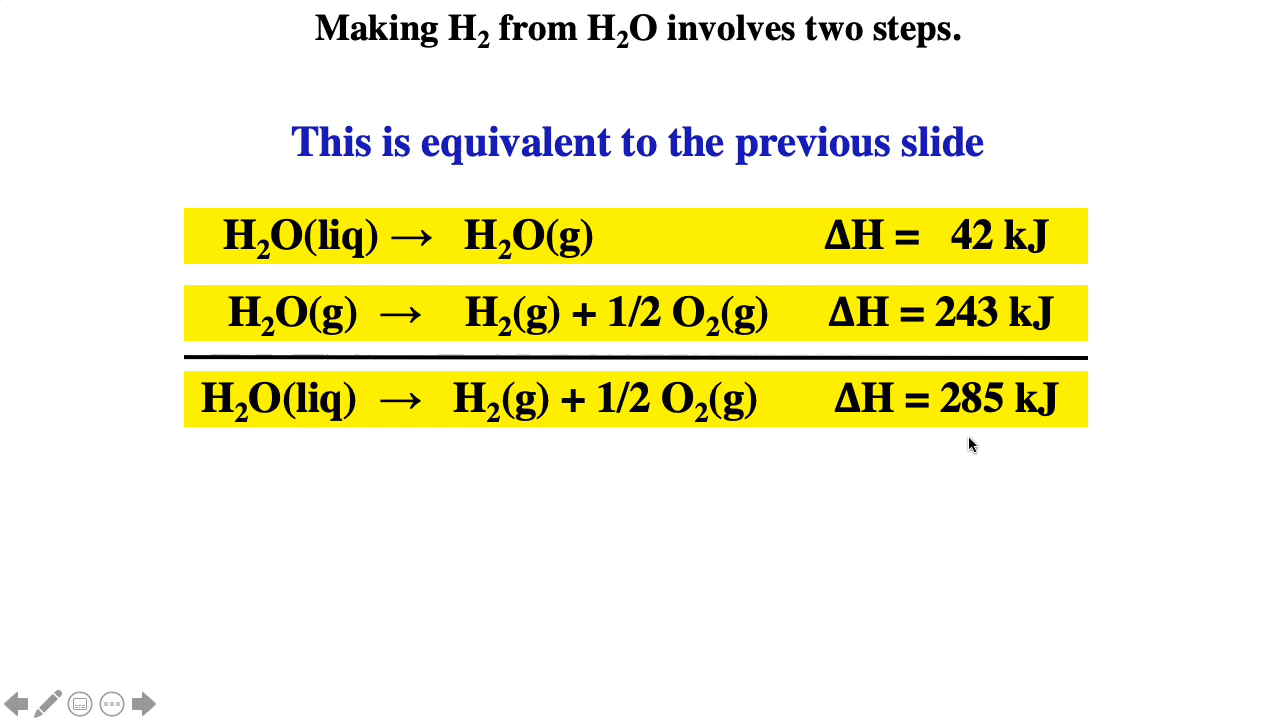 Making H₂ from H₂O involves two steps.
This is equivalent to the previous slide
H₂O(liq) → H₂O(g) ΔH = 42 kJ
H₂O(g) → H₂(g) + 1/2 O₂(g) ΔH = 243 kJ
H₂O(liq) → H₂(g) + 1/2 O₂(g) ΔH = 285 kJ